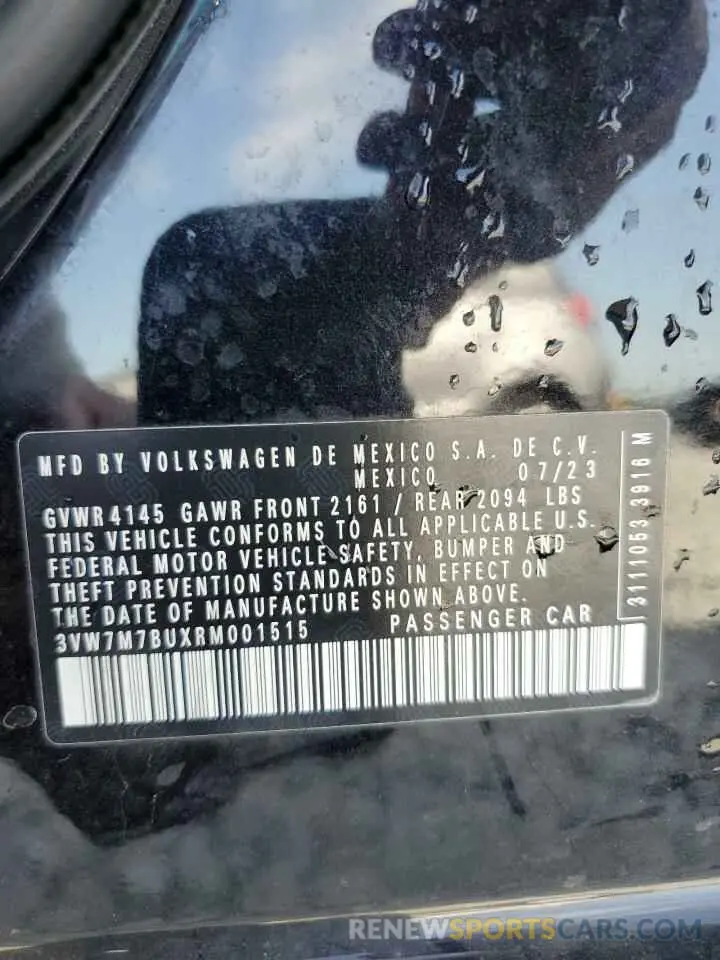 MFD BY VOLKSWAGEN DE MEXICO S.A. DE C.V.
MEXICO 07/23
GVWR 4145 GAWR FRONT 2161 / REAR 2094 LBS
THIS VEHICLE CONFORMS TO ALL APPLICABLE U.S.
FEDERAL MOTOR VEHICLE SAFETY, BUMPER AND
THEFT PREVENTION STANDARDS IN EFFECT ON
THE DATE OF MANUFACTURE SHOWN ABOVE.
3VW7M7BUXRM001515 PASSENGER CAR
3111053 3916 M
RENEWSPORTSCARS.COM